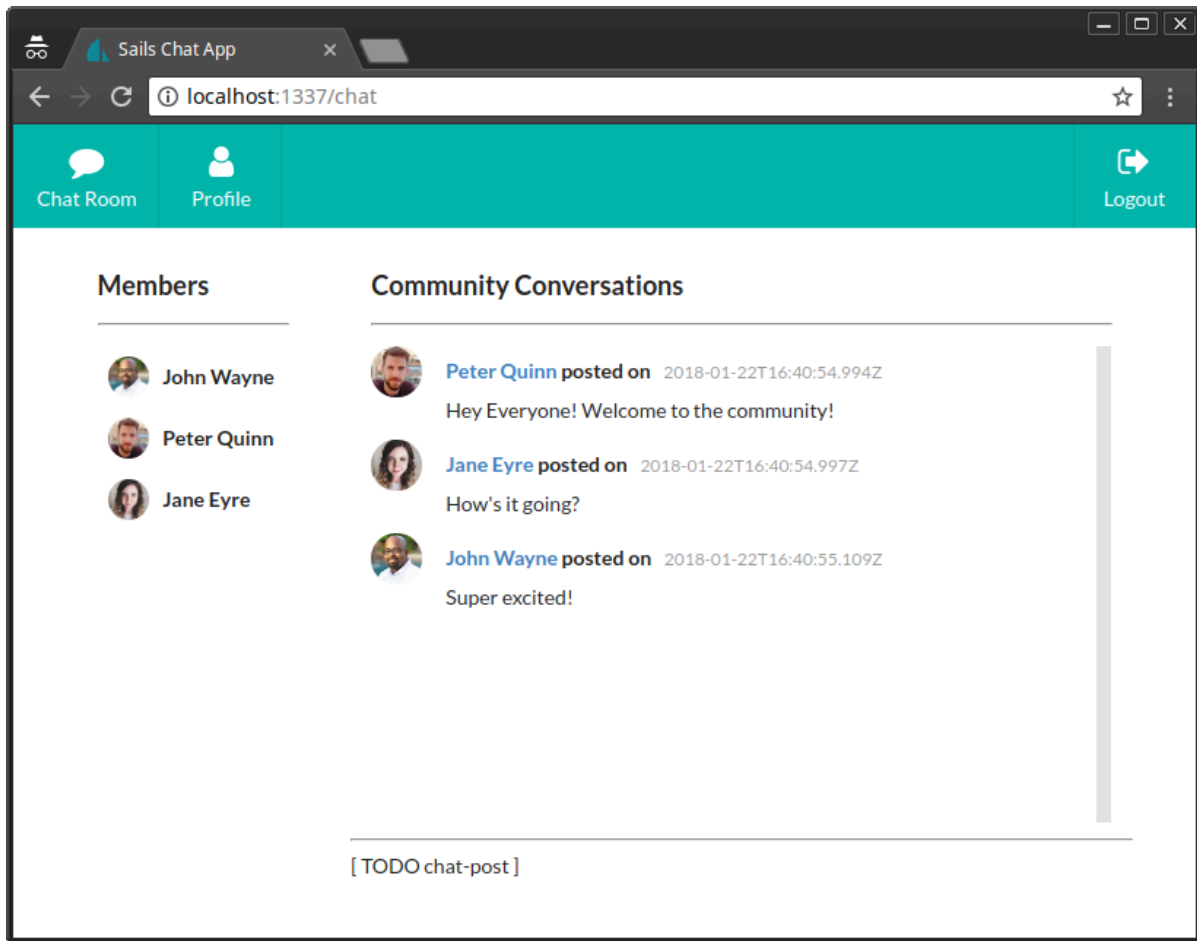 Sails Chat App
localhost:1337/chat
Chat Room
Profile
Logout
Members
Community Conversations
John Wayne
Peter Quinn
Jane Eyre
Peter Quinn posted on 2018-01-22T16:40:54.994Z
Hey Everyone! Welcome to the community!
Jane Eyre posted on 2018-01-22T16:40:54.997Z
How's it going?
John Wayne posted on 2018-01-22T16:40:55.109Z
Super excited!
[ TODO chat-post ]